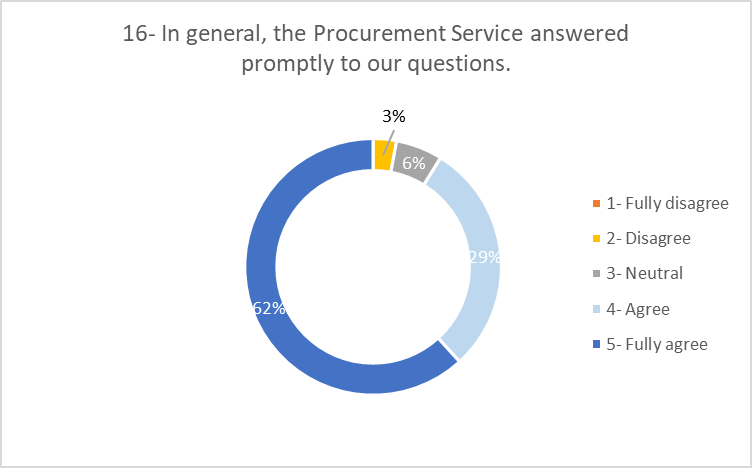 16- In general, the Procurement Service answered
promptly to our questions.
3%
6%
29%
62%
1- Fully disagree
2- Disagree
3- Neutral
4- Agree
5- Fully agree